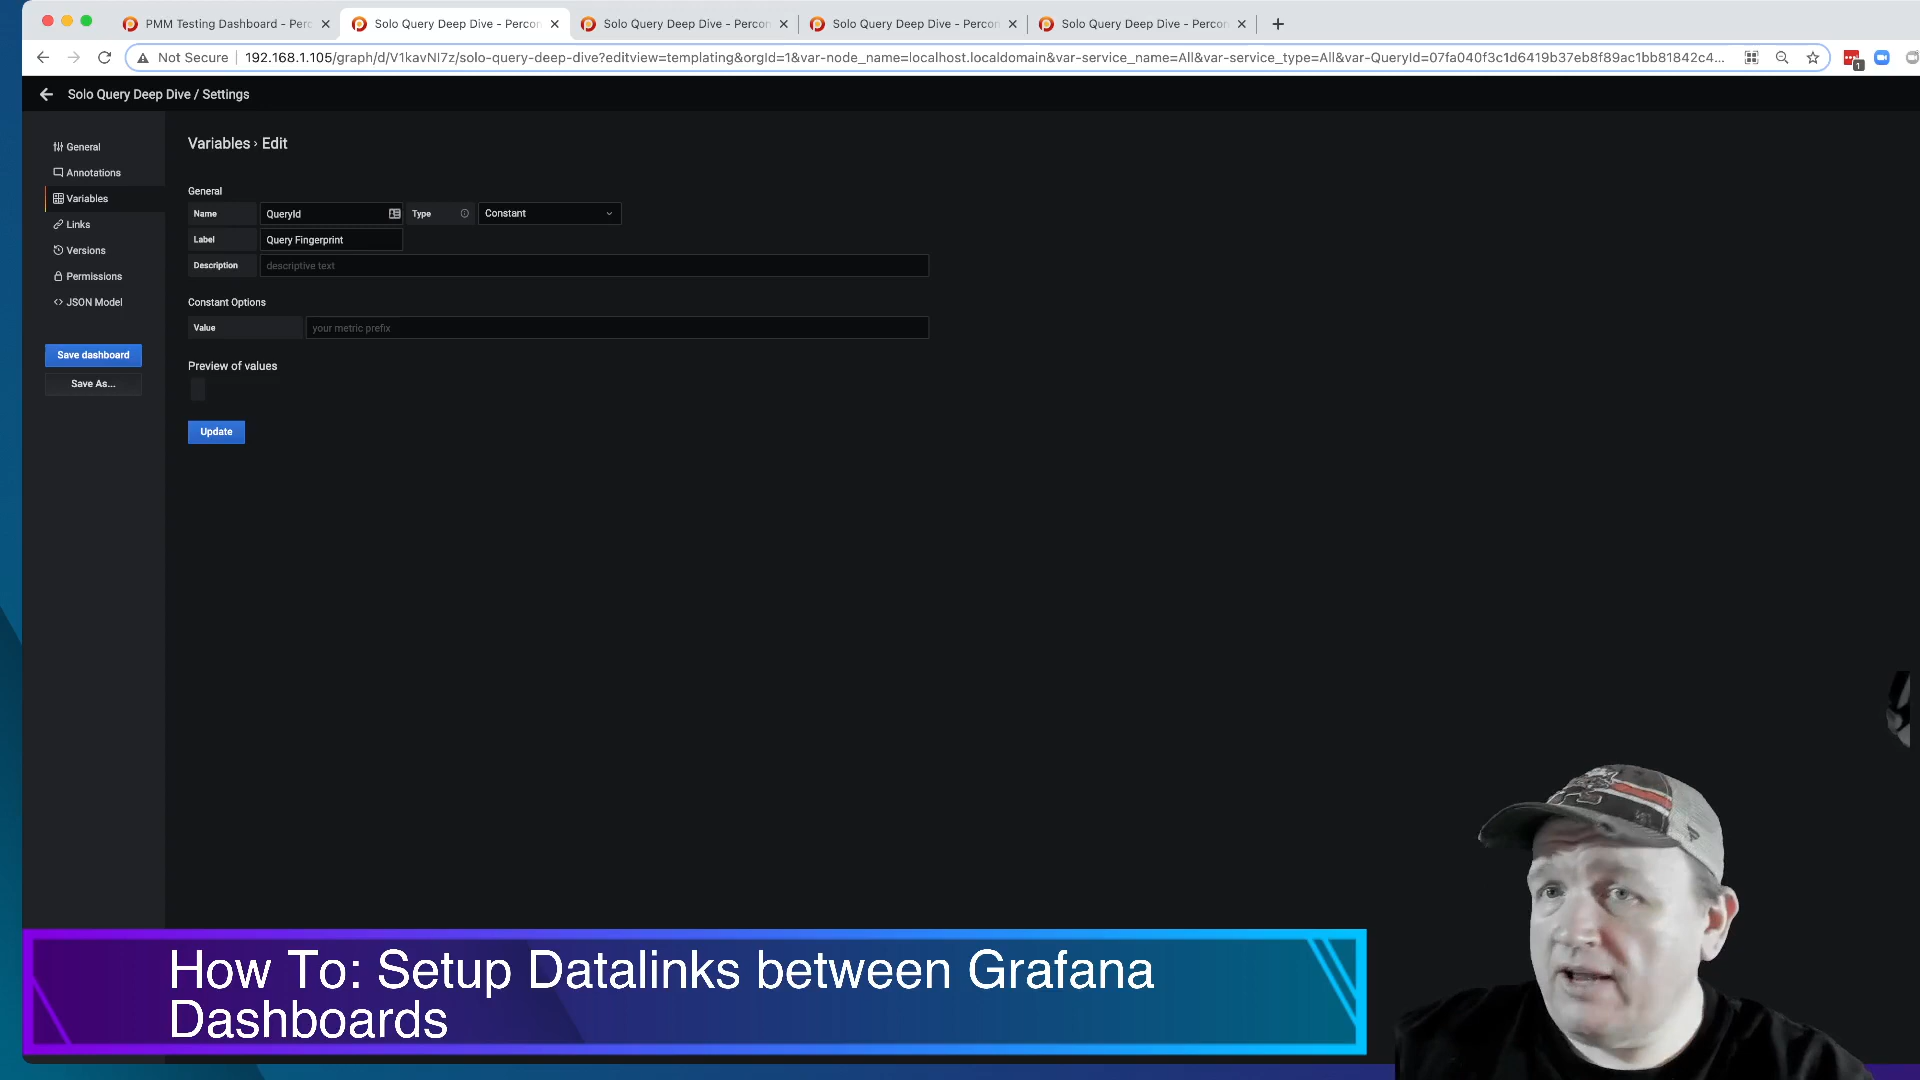 PMM Testing Dashboard - Perc
Solo Query Deep Dive - Percon
Solo Query Deep Dive - Percon
Solo Query Deep Dive - Percon
Solo Query Deep Dive - Percon
Not Secure
192.168.1.105/graph/d/V1kavNI7z/solo-query-deep-dive?editview=templating&orgId=1&var-node_name=localhost.localdomain&var-service_name=All&var-service_type=All&var-QueryId=07fa040f3c1d6419b37eb8f89ac1bb81842c4...
1
Solo Query Deep Dive / Settings
General
Annotations
Variables
Links
Versions
Permissions
JSON Model
Save dashboard
Save As...
Variables › Edit
General
Name
QueryId
Type
Constant
Label
Query Fingerprint
Description
descriptive text
Constant Options
Value
your metric prefix
Preview of values
Update
How To: Setup Datalinks between Grafana
Dashboards